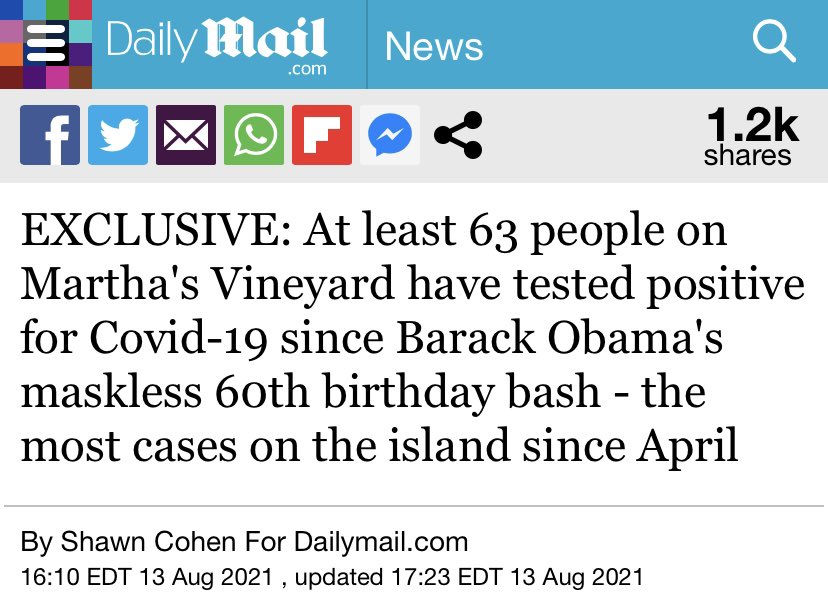 Daily Mail
.com
News
1.2k
shares
EXCLUSIVE: At least 63 people on
Martha's Vineyard have tested positive
for Covid-19 since Barack Obama's
maskless 60th birthday bash - the
most cases on the island since April
By Shawn Cohen For Dailymail.com
16:10 EDT 13 Aug 2021 , updated 17:23 EDT 13 Aug 2021